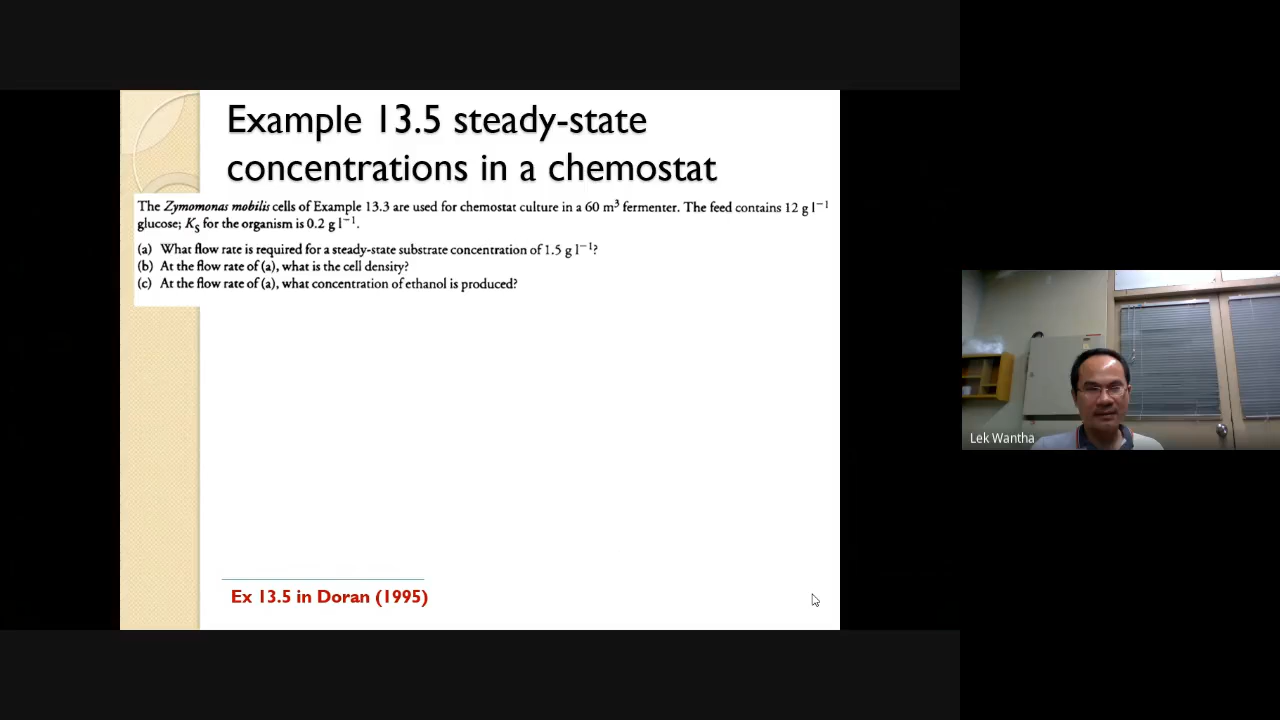 Example 13.5 steady-state
concentrations in a chemostat
The Zymomonas mobilis cells of Example 13.3 are used for chemostat culture in a 60 m³ fermenter. The feed contains 12 g l⁻¹
glucose; Kₛ for the organism is 0.2 g l⁻¹.
(a) What flow rate is required for a steady-state substrate concentration of 1.5 g l⁻¹?
(b) At the flow rate of (a), what is the cell density?
(c) At the flow rate of (a), what concentration of ethanol is produced?
Lek Wantha
Ex 13.5 in Doran (1995)